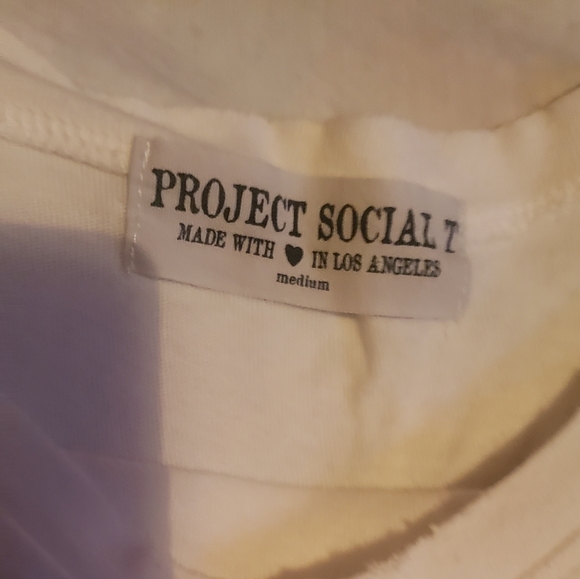 PROJECT SOCIAL T
MADE WITH ♥ IN LOS ANGELES
medium